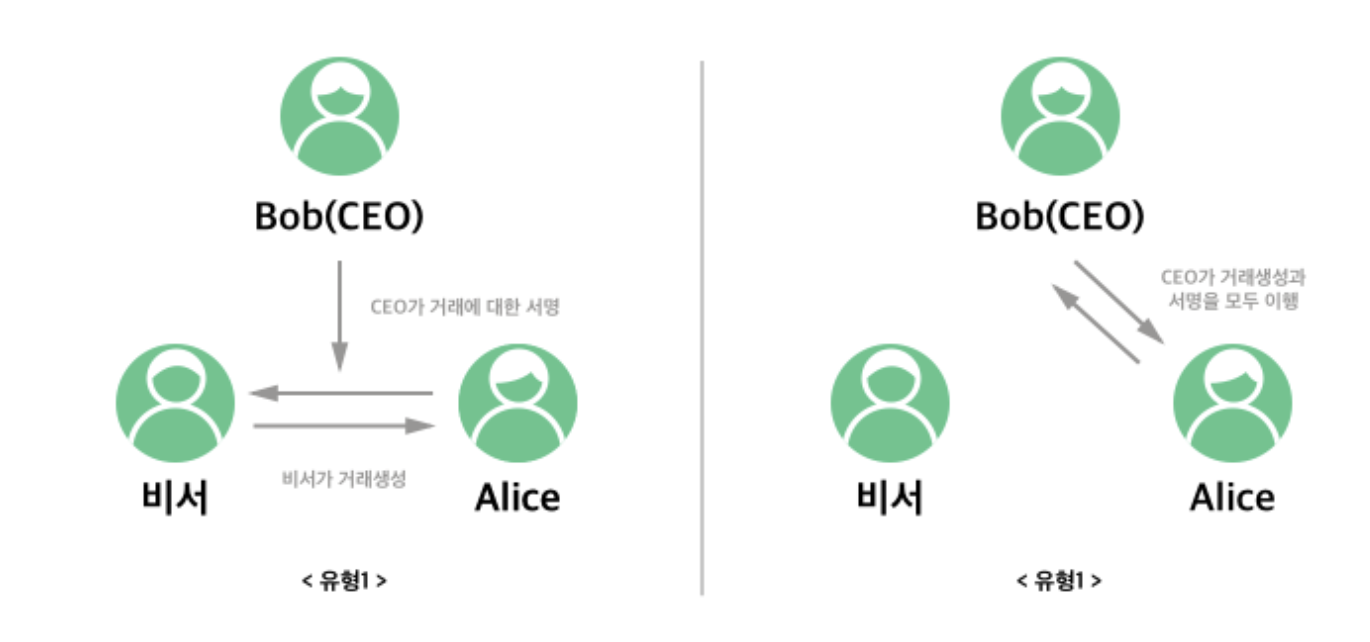 Bob(CEO)
CEO가 거래에 대한 서명
비서가 거래생성
비서
Alice
< 유형1 >
Bob(CEO)
CEO가 거래생성과
서명을 모두 이행
비서
Alice
< 유형1 >